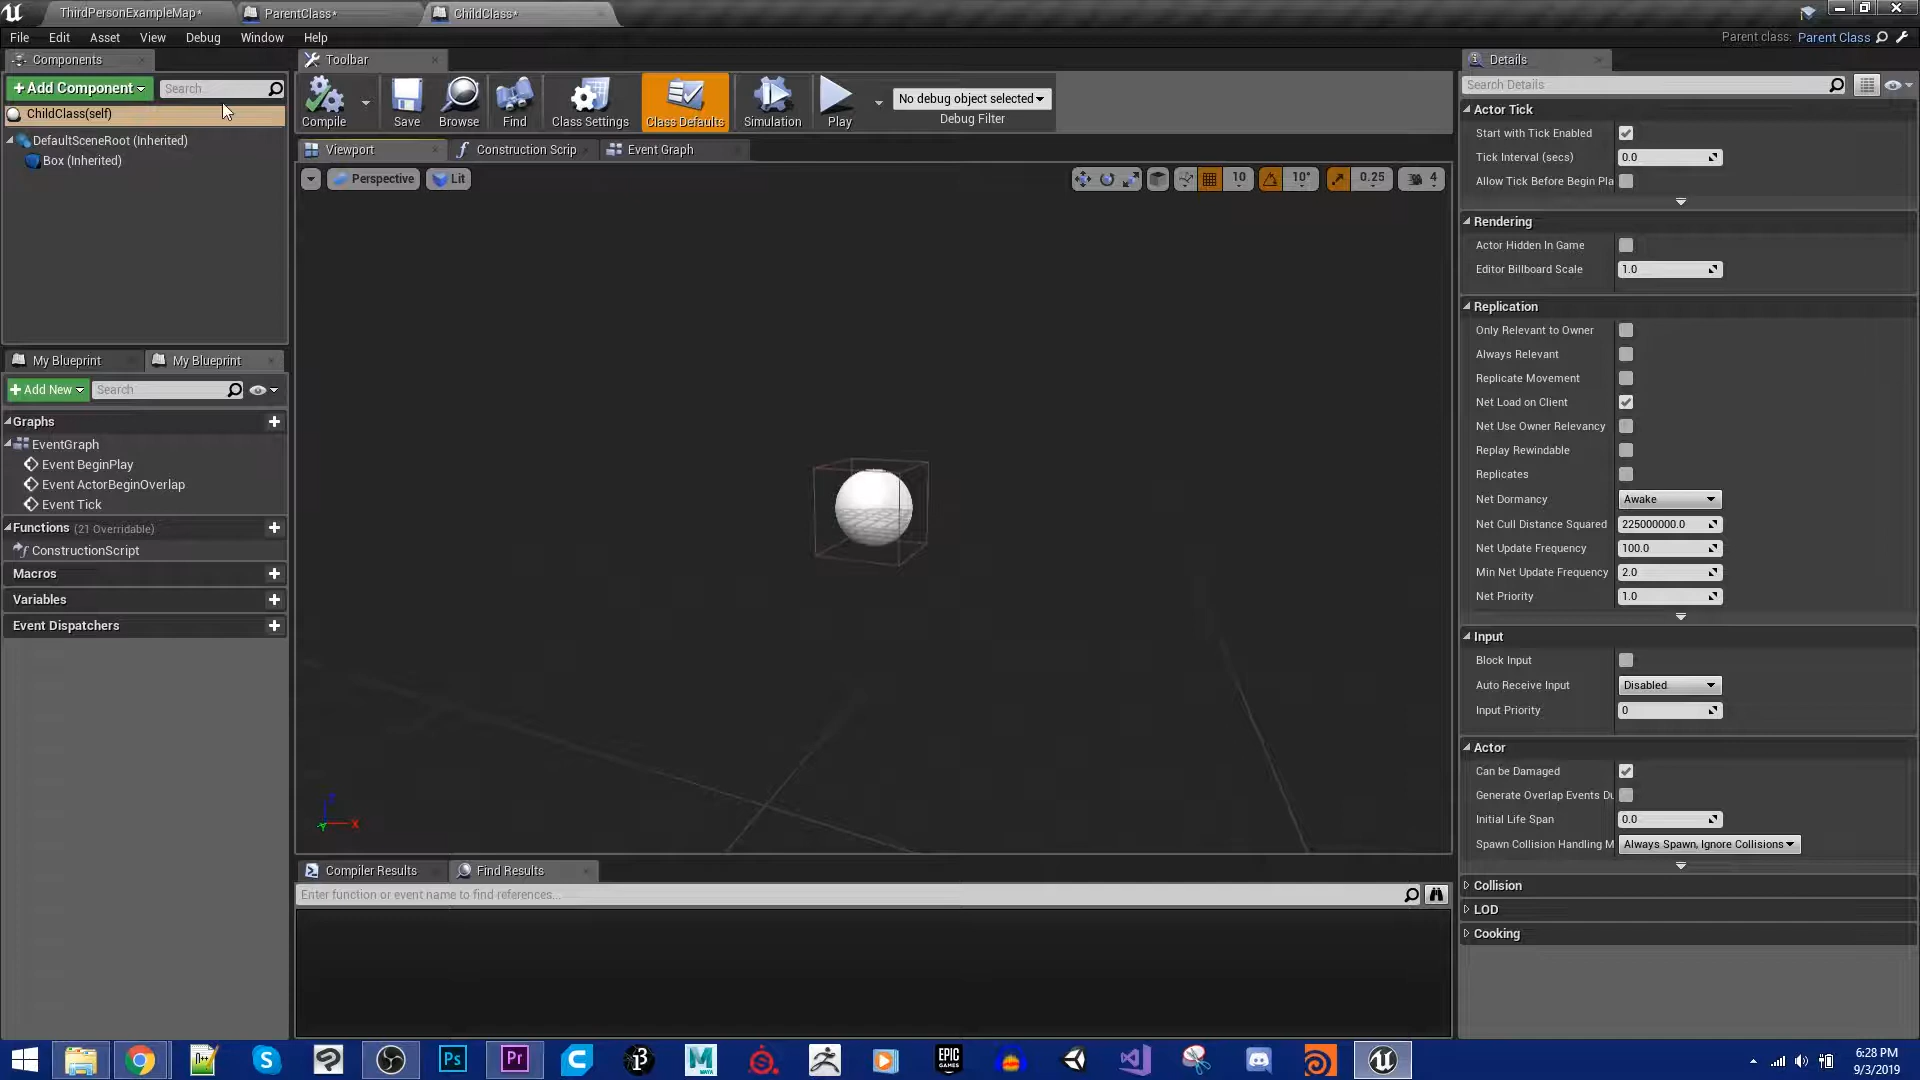 ThirdPersonExampleMap*
ParentClass*
ChildClass*
File Edit Asset View Debug Window Help
Parent class: Parent Class
Components
Toolbar
Details
+ Add Component
Search
ChildClass(self)
DefaultSceneRoot (Inherited)
Box (Inherited)
Compile
Save
Browse
Find
Class Settings
Class Defaults
Simulation
Play
No debug object selected
Debug Filter
Viewport
Construction Scrip
Event Graph
Perspective
Lit
10
10°
0.25
4
X
My Blueprint
My Blueprint
+ Add New
Search
Graphs
EventGraph
Event BeginPlay
Event ActorBeginOverlap
Event Tick
Functions (21 Overridable)
ConstructionScript
Macros
Variables
Event Dispatchers
Compiler Results
Find Results
Enter function or event name to find references...
Search Details
Actor Tick
Start with Tick Enabled
Tick Interval (secs) 0.0
Allow Tick Before Begin Pla
Rendering
Actor Hidden In Game
Editor Billboard Scale 1.0
Replication
Only Relevant to Owner
Always Relevant
Replicate Movement
Net Load on Client
Net Use Owner Relevancy
Replay Rewindable
Replicates
Net Dormancy Awake
Net Cull Distance Squared 225000000.0
Net Update Frequency 100.0
Min Net Update Frequency 2.0
Net Priority 1.0
Input
Block Input
Auto Receive Input Disabled
Input Priority 0
Actor
Can be Damaged
Generate Overlap Events Du
Initial Life Span 0.0
Spawn Collision Handling M Always Spawn, Ignore Collisions
Collision
LOD
Cooking
Ps
Pr
MAYA
EPIC
GAMES
6:28 PM
9/3/2019